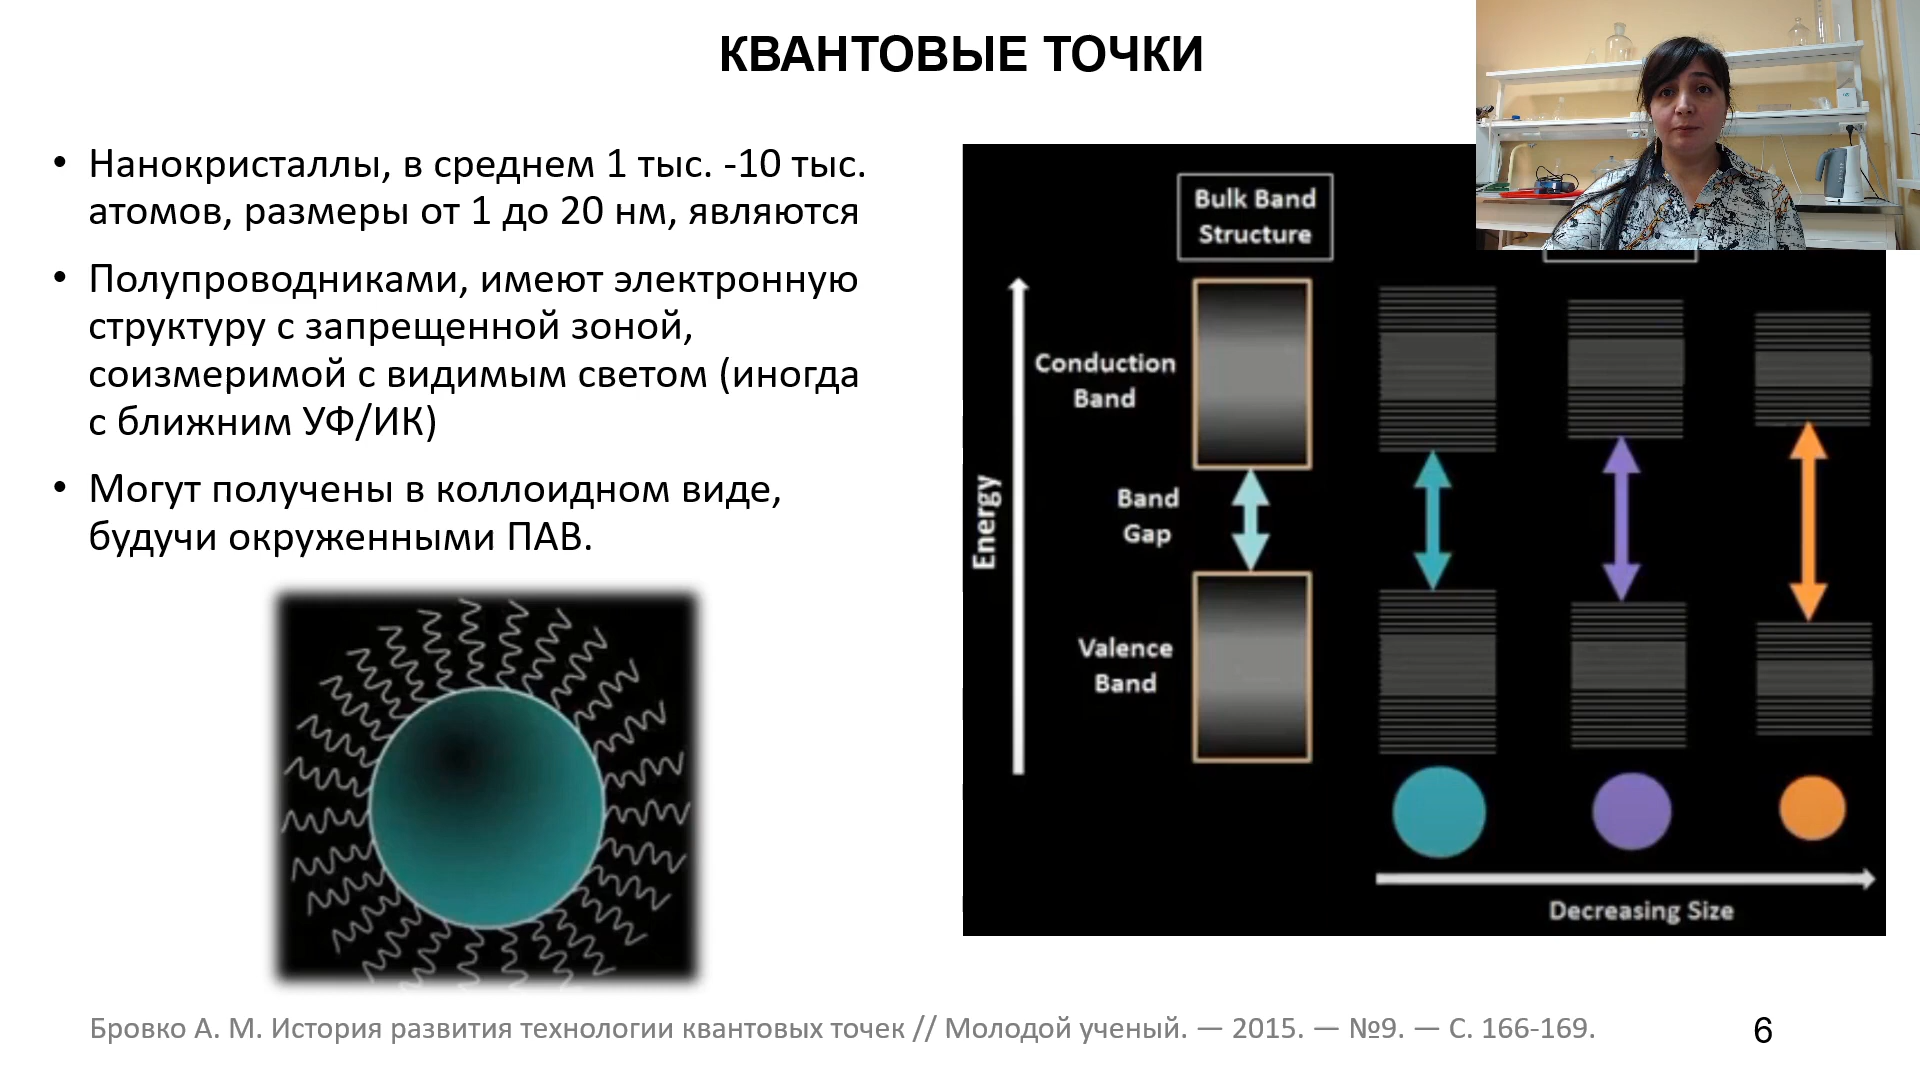 КВАНТОВЫЕ ТОЧКИ
• Нанокристаллы, в среднем 1 тыс. -10 тыс.
атомов, размеры от 1 до 20 нм, являются
• Полупроводниками, имеют электронную
структуру с запрещенной зоной,
соизмеримой с видимым светом (иногда
с ближним УФ/ИК)
• Могут получены в коллоидном виде,
будучи окруженными ПАВ.
Bulk Band
Structure
Conduction
Band
Band
Gap
Energy
Valence
Band
Decreasing Size
Бровко А. М. История развития технологии квантовых точек // Молодой ученый. — 2015. — №9. — С. 166-169.
6